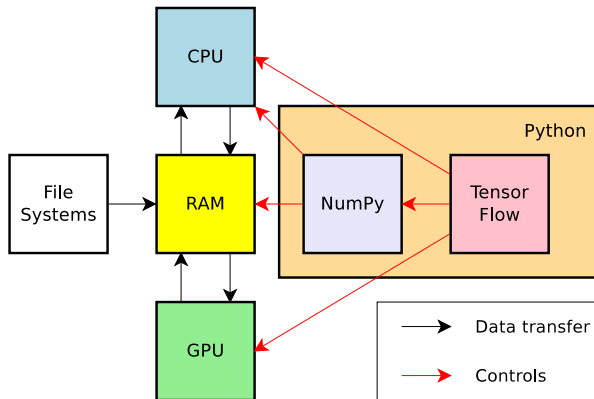 CPU
Python
File
Systems
RAM
NumPy
Tensor
Flow
GPU
Data transfer
Controls